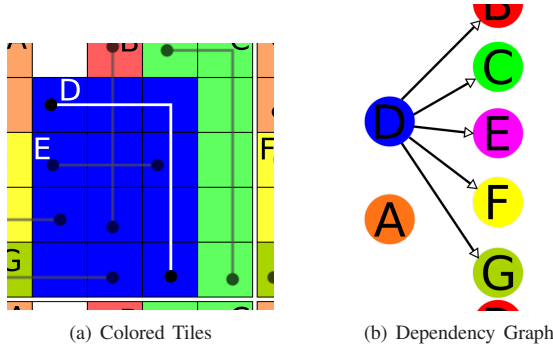 A B C
D
E F
G
A B C
(a) Colored Tiles
B
C
D E
F
A
G
B
(b) Dependency Graph